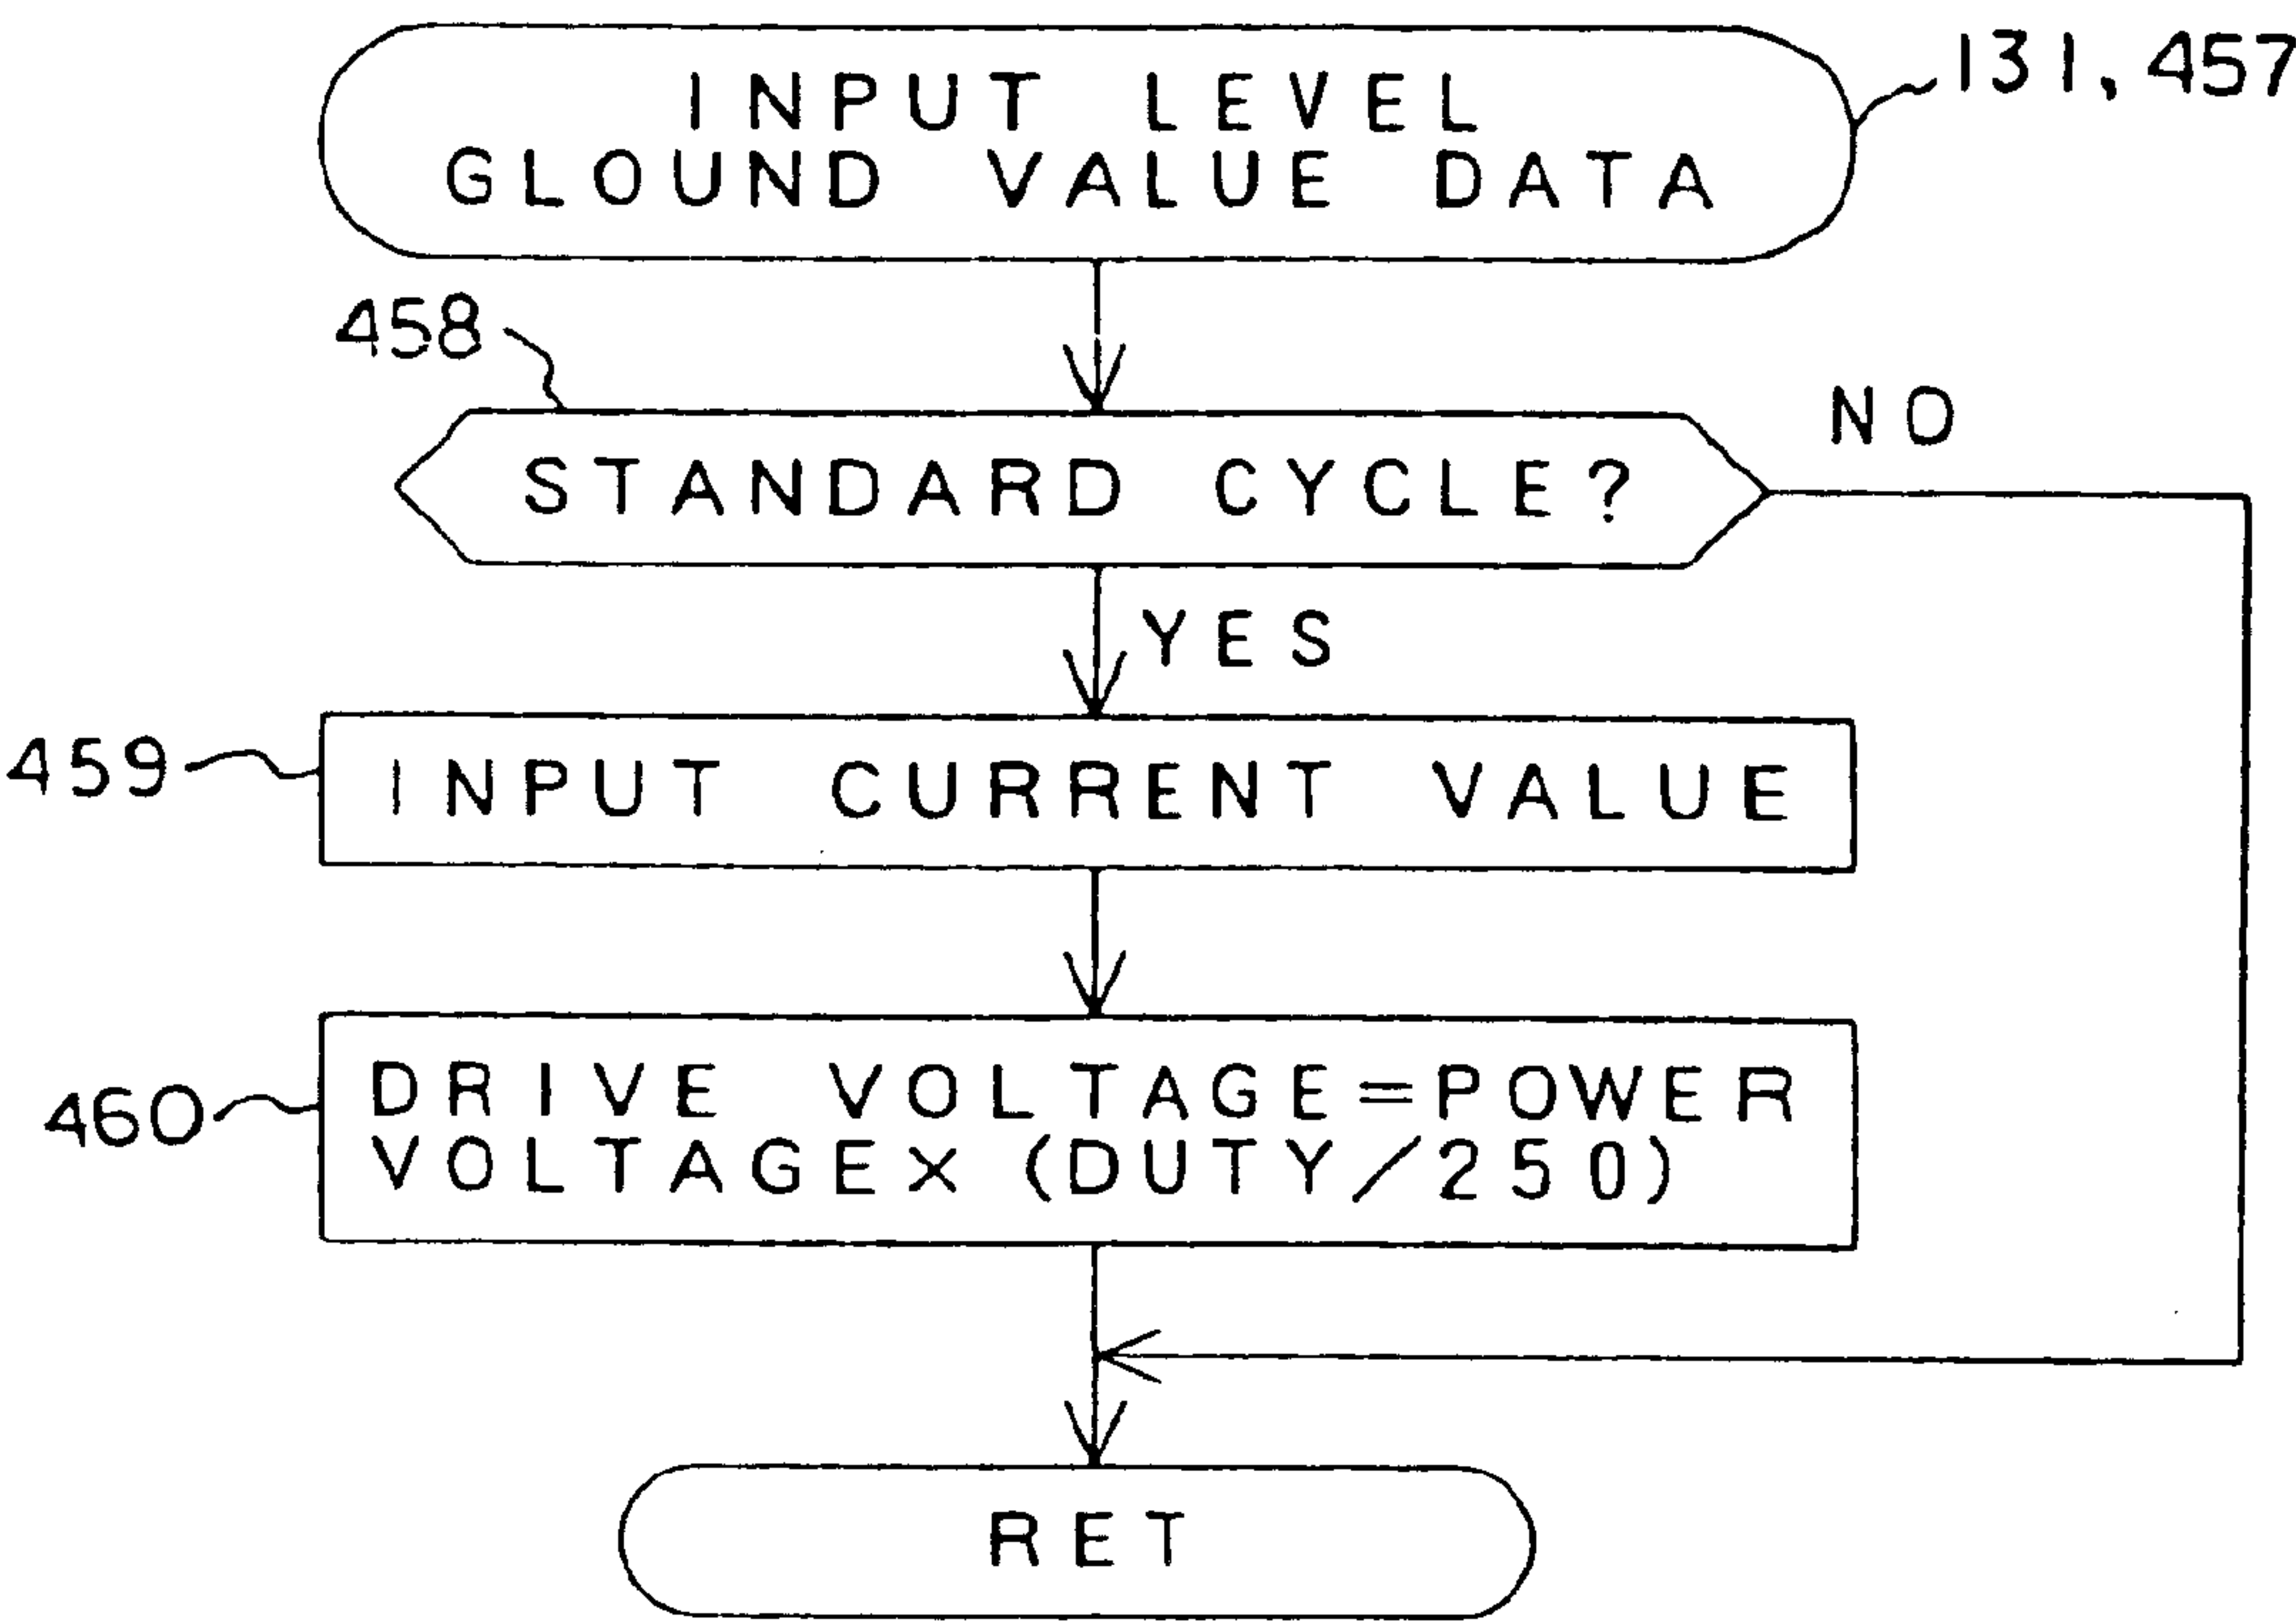 INPUT LEVEL
GLOUND VALUE DATA
131, 457
458
STANDARD CYCLE?
NO
YES
459
INPUT CURRENT VALUE
460
DRIVE VOLTAGE=POWER
VOLTAGE× (DUTY/250)
RET